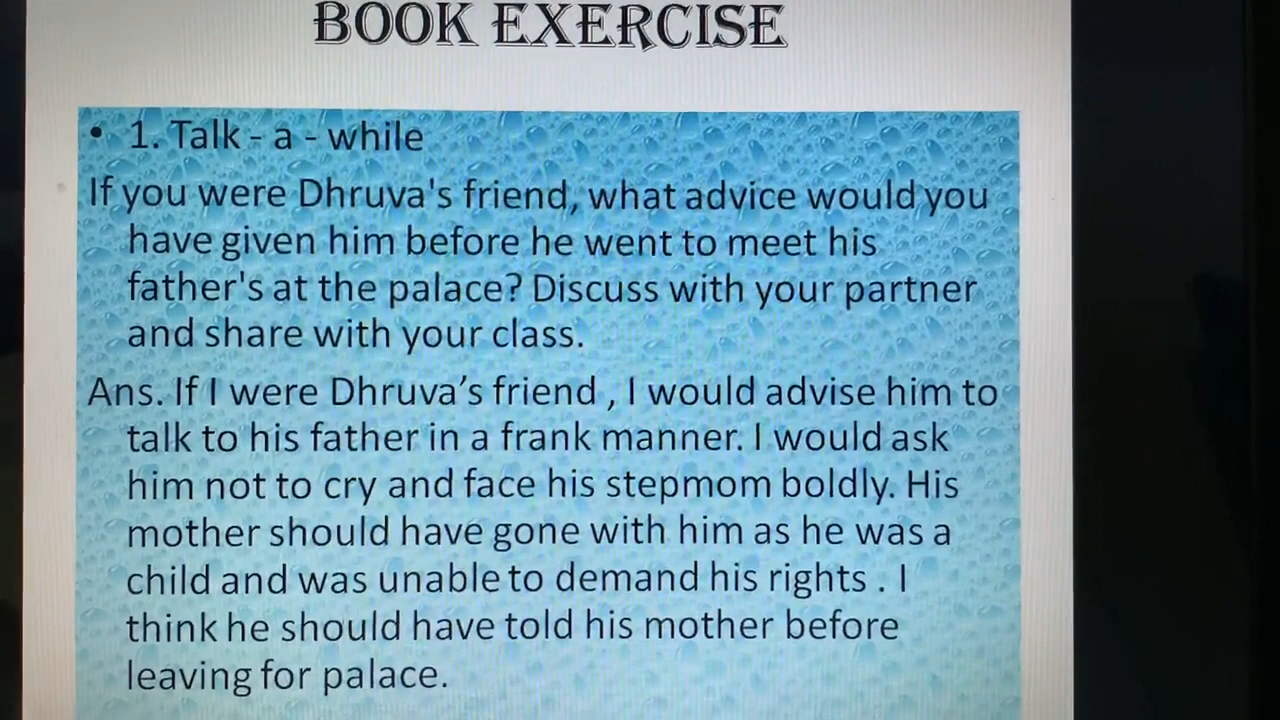 BOOK EXERCISE
• 1. Talk - a - while
If you were Dhruva's friend, what advice would you
have given him before he went to meet his
father's at the palace? Discuss with your partner
and share with your class.
Ans. If I were Dhruva’s friend , I would advise him to
talk to his father in a frank manner. I would ask
him not to cry and face his stepmom boldly. His
mother should have gone with him as he was a
child and was unable to demand his rights . I
think he should have told his mother before
leaving for palace.